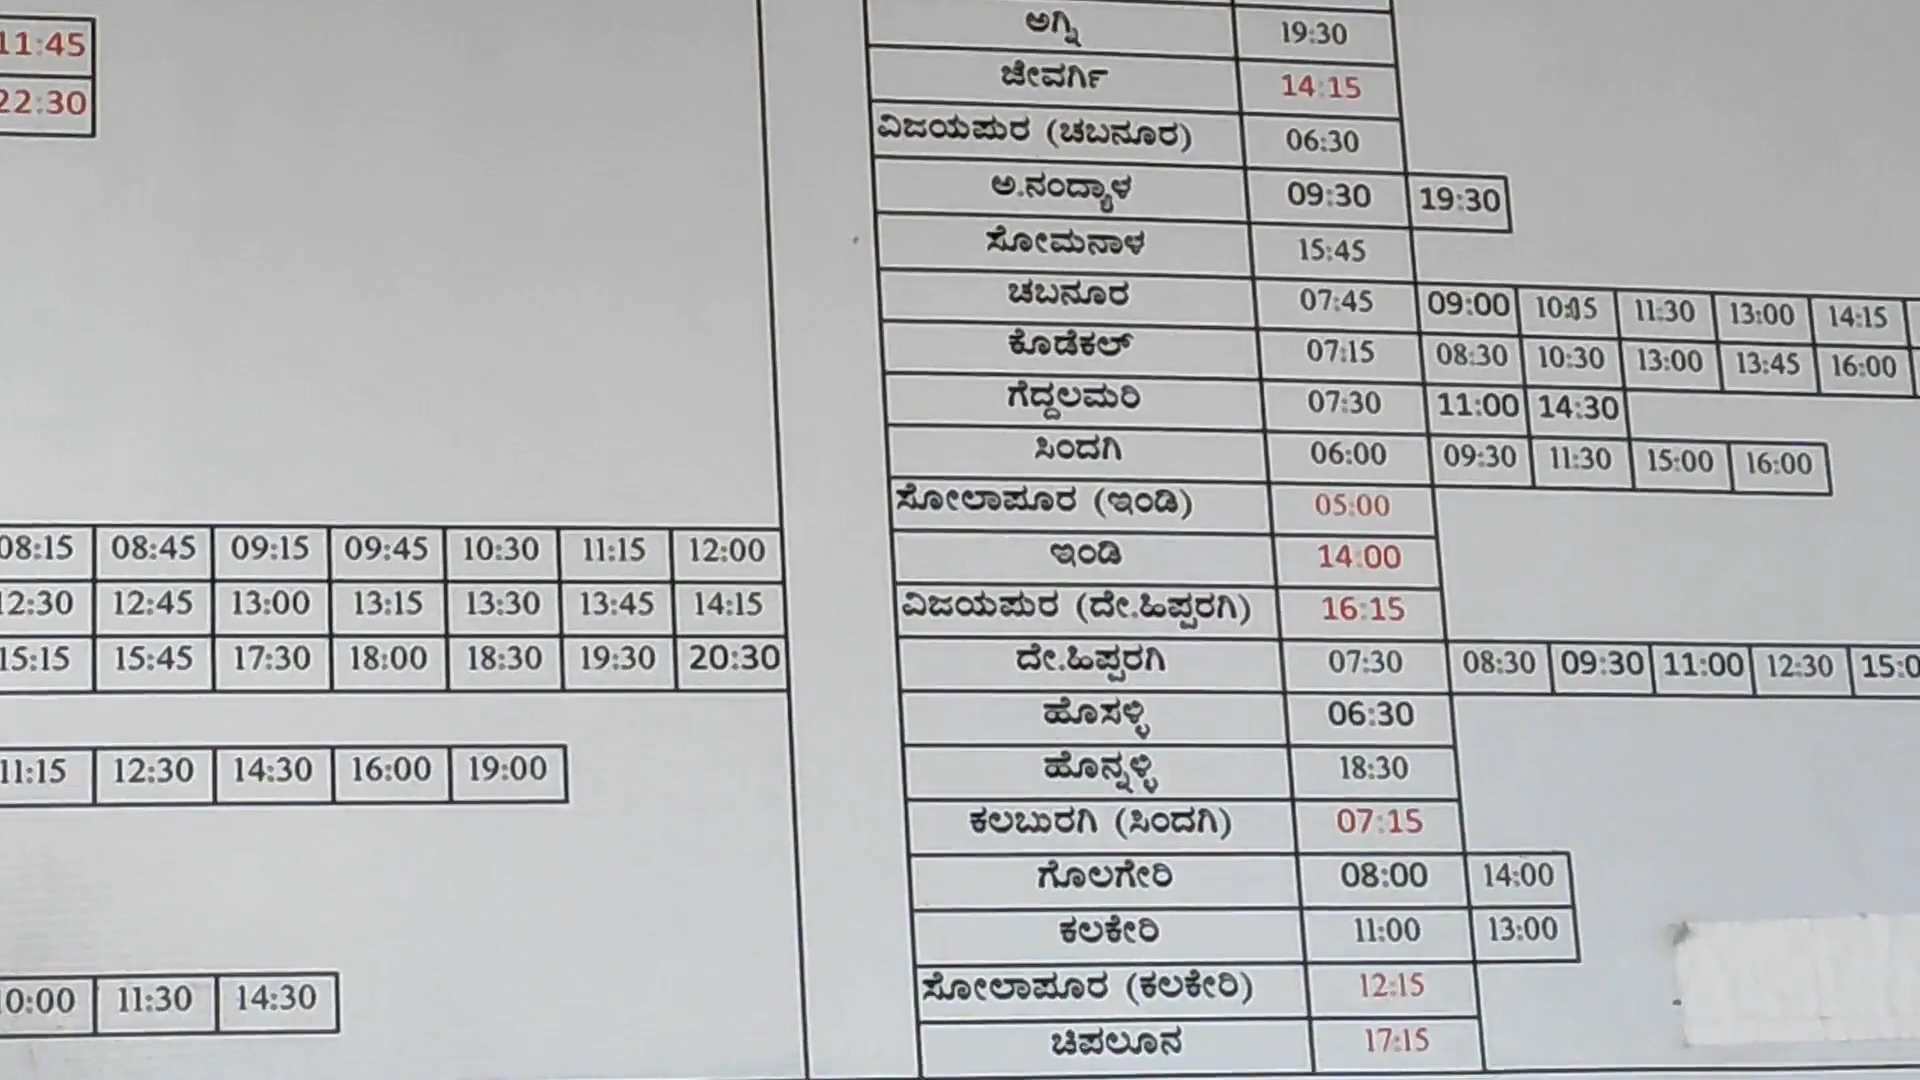 11:45
22:30
08:15 08:45 09:15 09:45 10:30 11:15 12:00
12:30 12:45 13:00 13:15 13:30 13:45 14:15
15:15 15:45 17:30 18:00 18:30 19:30 20:30
11:15 12:30 14:30 16:00 19:00
10:00 11:30 14:30
ಅಗ್ನಿ 19:30
ಜೇವರ್ಗಿ 14:15
ವಿಜಯಪುರ (ಚಬನೂರ) 06:30
ಅ.ನಂದ್ಯಾಳ 09:30 19:30
ಸೋಮನಾಳ 15:45
ಚಬನೂರ 07:45 09:00 10:15 11:30 13:00 14:15
ಕೊಡೆಕಲ್ 07:15 08:30 10:30 13:00 13:45 16:00
ಗೆದ್ದಲಮರಿ 07:30 11:00 14:30
ಸಿಂದಗಿ 06:00 09:30 11:30 15:00 16:00
ಸೋಲಾಪೂರ (ಇಂಡಿ) 05:00
ಇಂಡಿ 14:00
ವಿಜಯಪುರ (ದೇ.ಹಿಪ್ಪರಗಿ) 16:15
ದೇ.ಹಿಪ್ಪರಗಿ 07:30 08:30 09:30 11:00 12:30
ಹೊಸಳ್ಳಿ 06:30
ಹೊನ್ನಳ್ಳಿ 18:30
ಕಲಬುರಗಿ (ಸಿಂದಗಿ) 07:15
ಗೊಲಗೇರಿ 08:00 14:00
ಕಲಕೇರಿ 11:00 13:00
ಸೋಲಾಪೂರ (ಕಲಕೇರಿ) 12:15
ಚಿಪಲೂನ 17:15